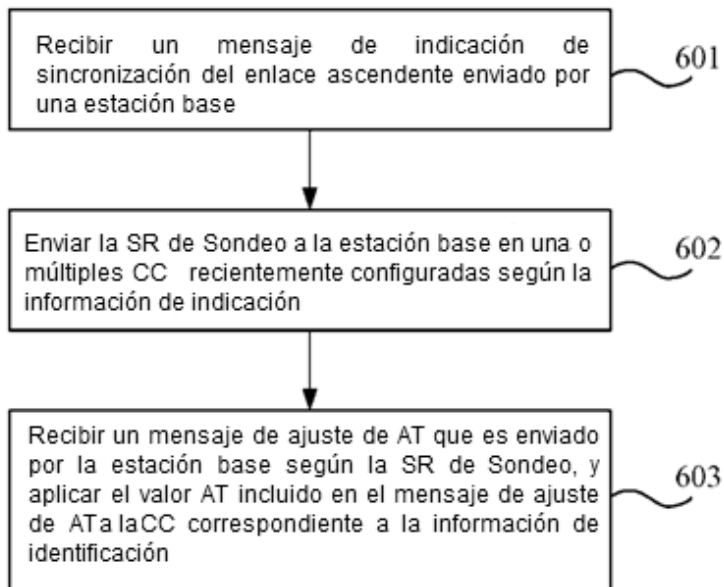 Recibir un mensaje de indicación de
sincronización del enlace ascendente enviado por
una estación base
601
Enviar la SR de Sondeo a la estación base en una o
múltiples CC recientemente configuradas según la
información de indicación
602
Recibir un mensaje de ajuste de AT que es enviado
por la estación base según la SR de Sondeo, y
aplicar el valor AT incluido en el mensaje de ajuste
de AT a la CC correspondiente a la información de
identificación
603